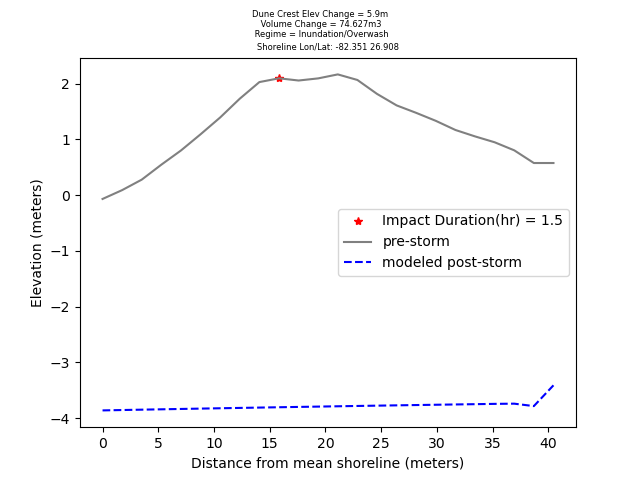 Dune Crest Elev Change = 5.9m
Volume Change = 74.627m3
Regime = Inundation/Overwash
Shoreline Lon/Lat: -82.351 26.908
2
1
0
−1
−2
−3
−4
Elevation (meters)
Impact Duration(hr) = 1.5
pre-storm
modeled post-storm
0 5 10 15 20 25 30 35 40
Distance from mean shoreline (meters)